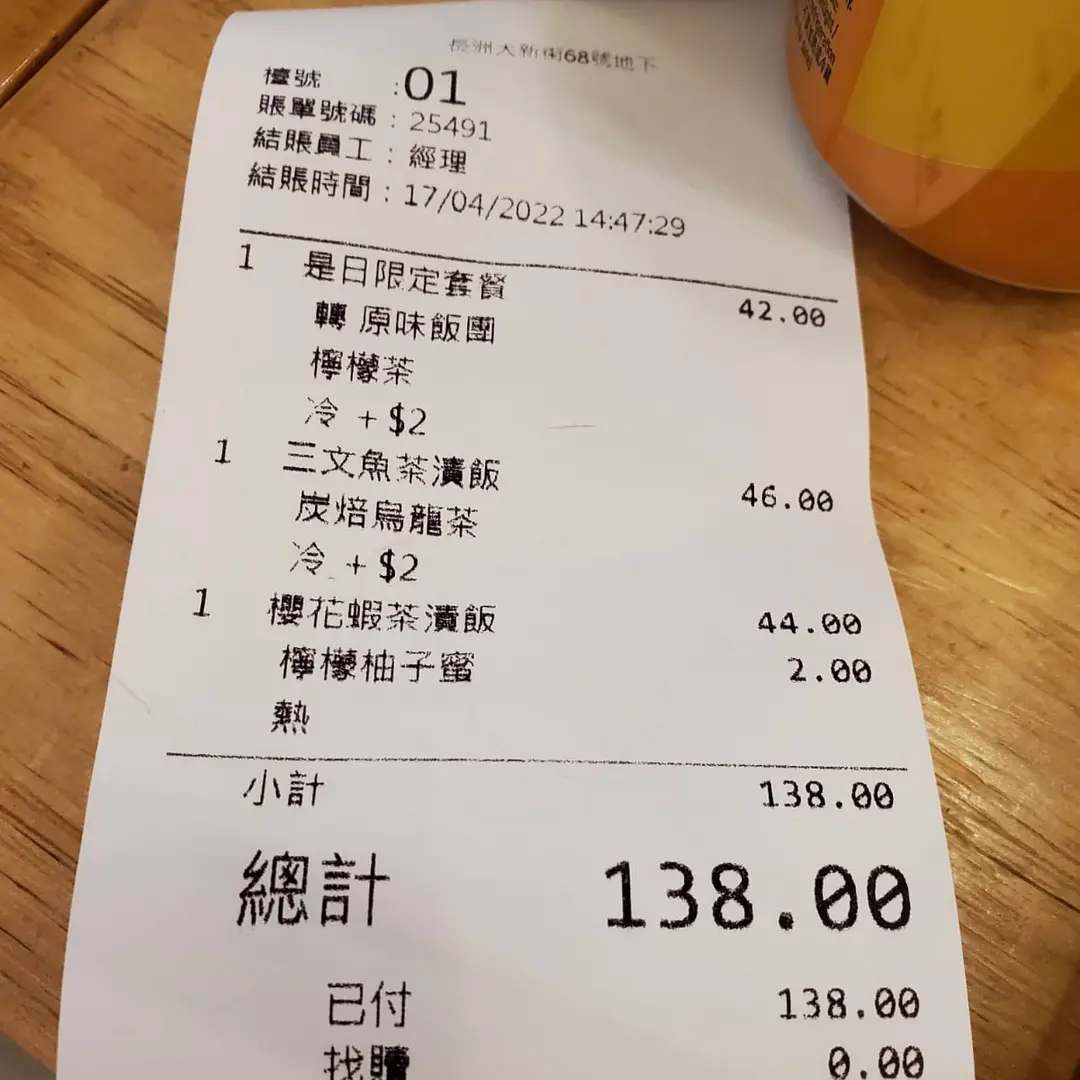 長洲大新街68號地下
檯號 :01
賬單號碼 : 25491
結賬員工 : 經理
結賬時間 : 17/04/2022 14:47:29
1 是日限定套餐 42.00
轉 原味飯團
檸檬茶
冷 + $2
1 三文魚茶漬飯 46.00
炭焙烏龍茶
冷 + $2
1 櫻花蝦茶漬飯 44.00
檸檬柚子蜜 2.00
熱
小計 138.00
總計 138.00
已付 138.00
找贖 0.00